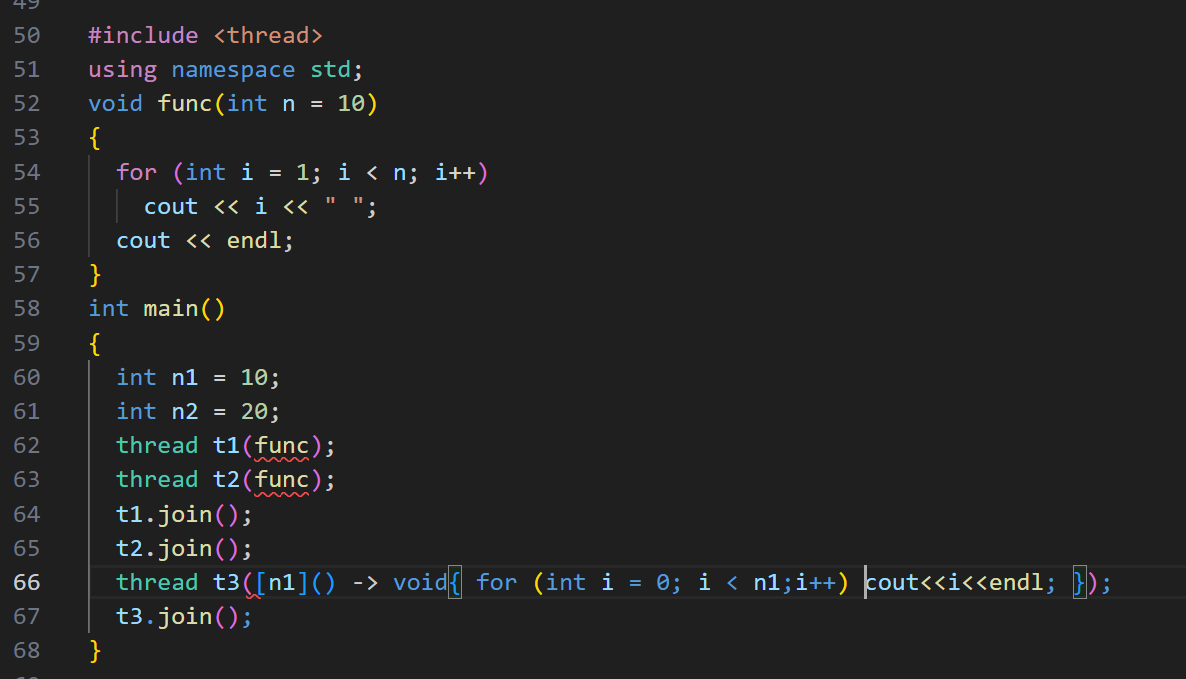 49
50 #include <thread>
51 using namespace std;
52 void func(int n = 10)
53 {
54   for (int i = 1; i < n; i++)
55     cout << i << " ";
56   cout << endl;
57 }
58 int main()
59 {
60   int n1 = 10;
61   int n2 = 20;
62   thread t1(func);
63   thread t2(func);
64   t1.join();
65   t2.join();
66   thread t3([n1]() -> void{ for (int i = 0; i < n1;i++) cout<<i<<endl; });
67   t3.join();
68 }